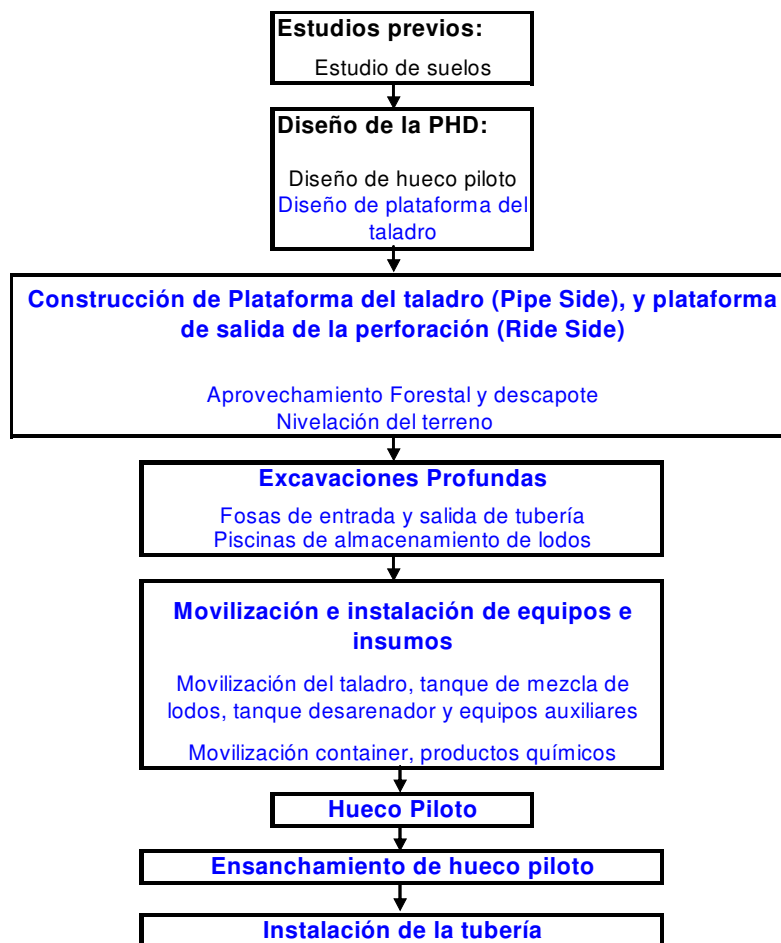 Estudios previos:
Estudio de suelos
Diseño de la PHD:
Diseño de hueco piloto
Diseño de plataforma del
taladro
Construcción de Plataforma del taladro (Pipe Side), y plataforma
de salida de la perforación (Ride Side)
Aprovechamiento Forestal y descapote
Nivelación del terreno
Excavaciones Profundas
Fosas de entrada y salida de tubería
Piscinas de almacenamiento de lodos
Movilización e instalación de equipos e
insumos
Movilización del taladro, tanque de mezcla de
lodos, tanque desarenador y equipos auxiliares
Movilización container, productos químicos
Hueco Piloto
Ensanchamiento de hueco piloto
Instalación de la tubería